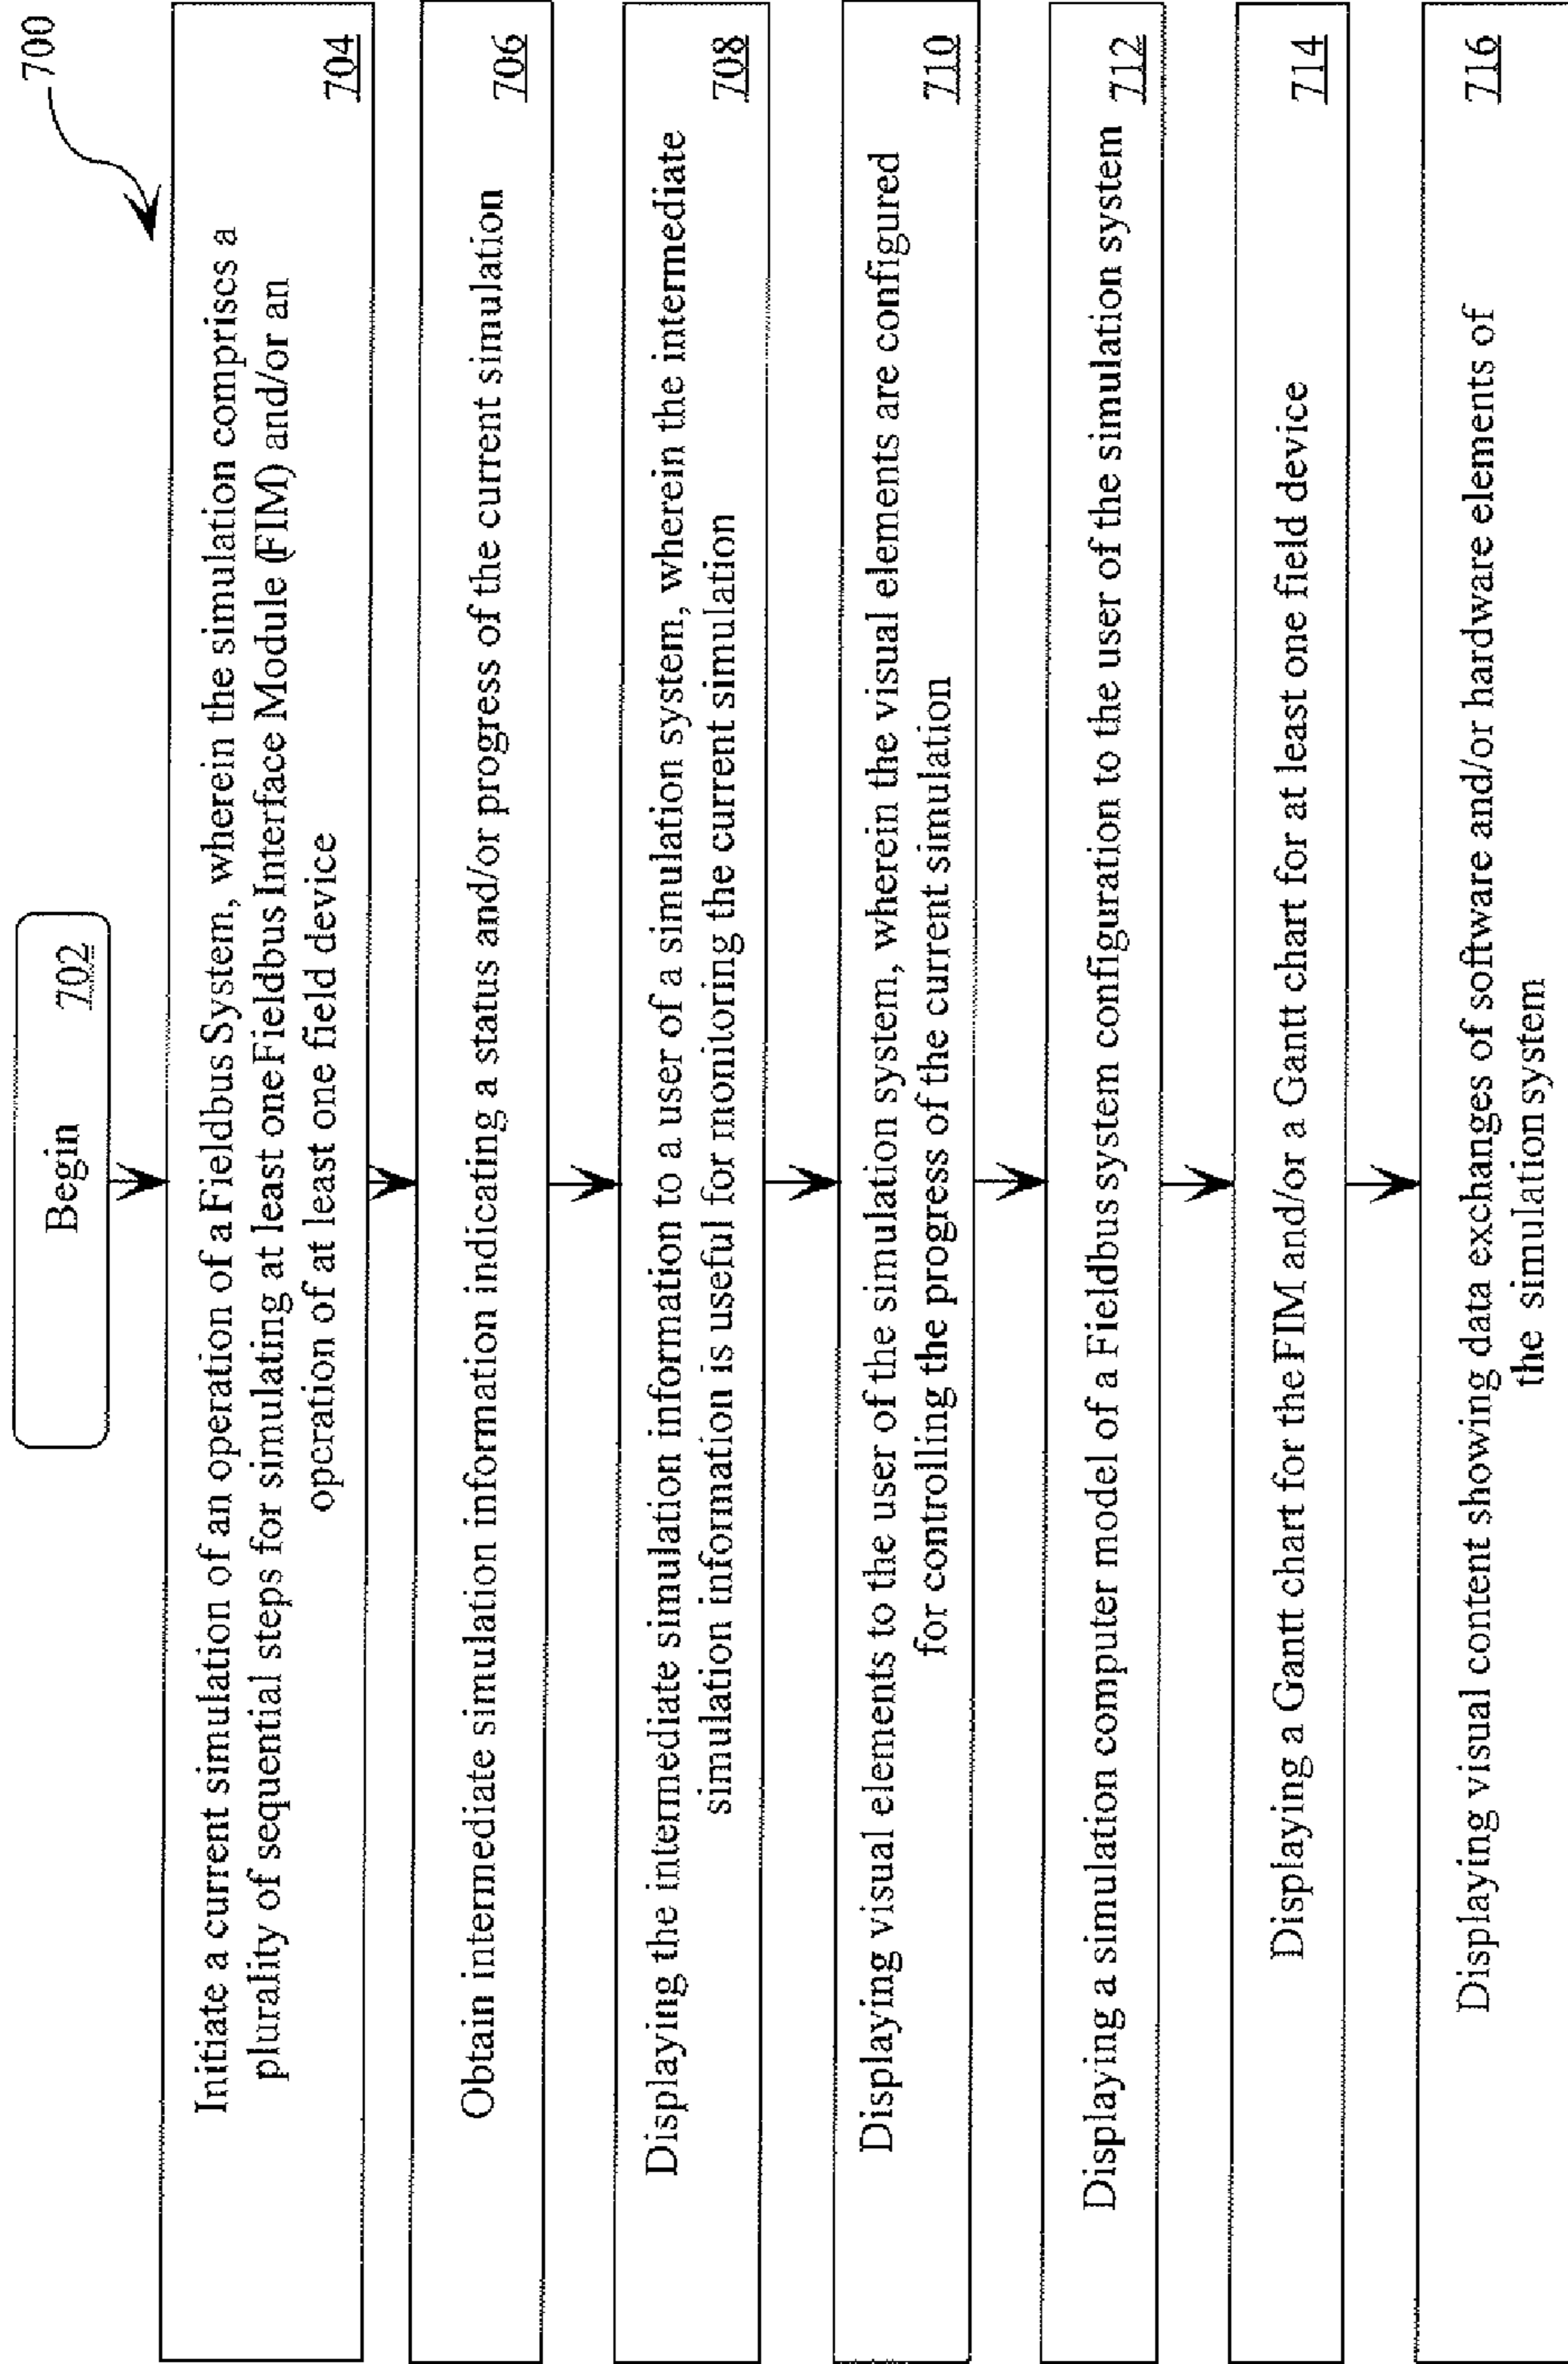 700
Begin 702
Initiate a current simulation of an operation of a Fieldbus System, wherein the simulation comprises a
plurality of sequential steps for simulating at least one Fieldbus Interface Module (FIM) and/or an
operation of at least one field device
704
Obtain intermediate simulation information indicating a status and/or progress of the current simulation
706
Displaying the intermediate simulation information to a user of a simulation system, wherein the intermediate
simulation information is useful for monitoring the current simulation
708
Displaying visual elements to the user of the simulation system, wherein the visual elements are configured
for controlling the progress of the current simulation
710
Displaying a simulation computer model of a Fieldbus system configuration to the user of the simulation system
712
Displaying a Gantt chart for the FIM and/or a Gantt chart for at least one field device
714
Displaying visual content showing data exchanges of software and/or hardware elements of
the simulation system
716